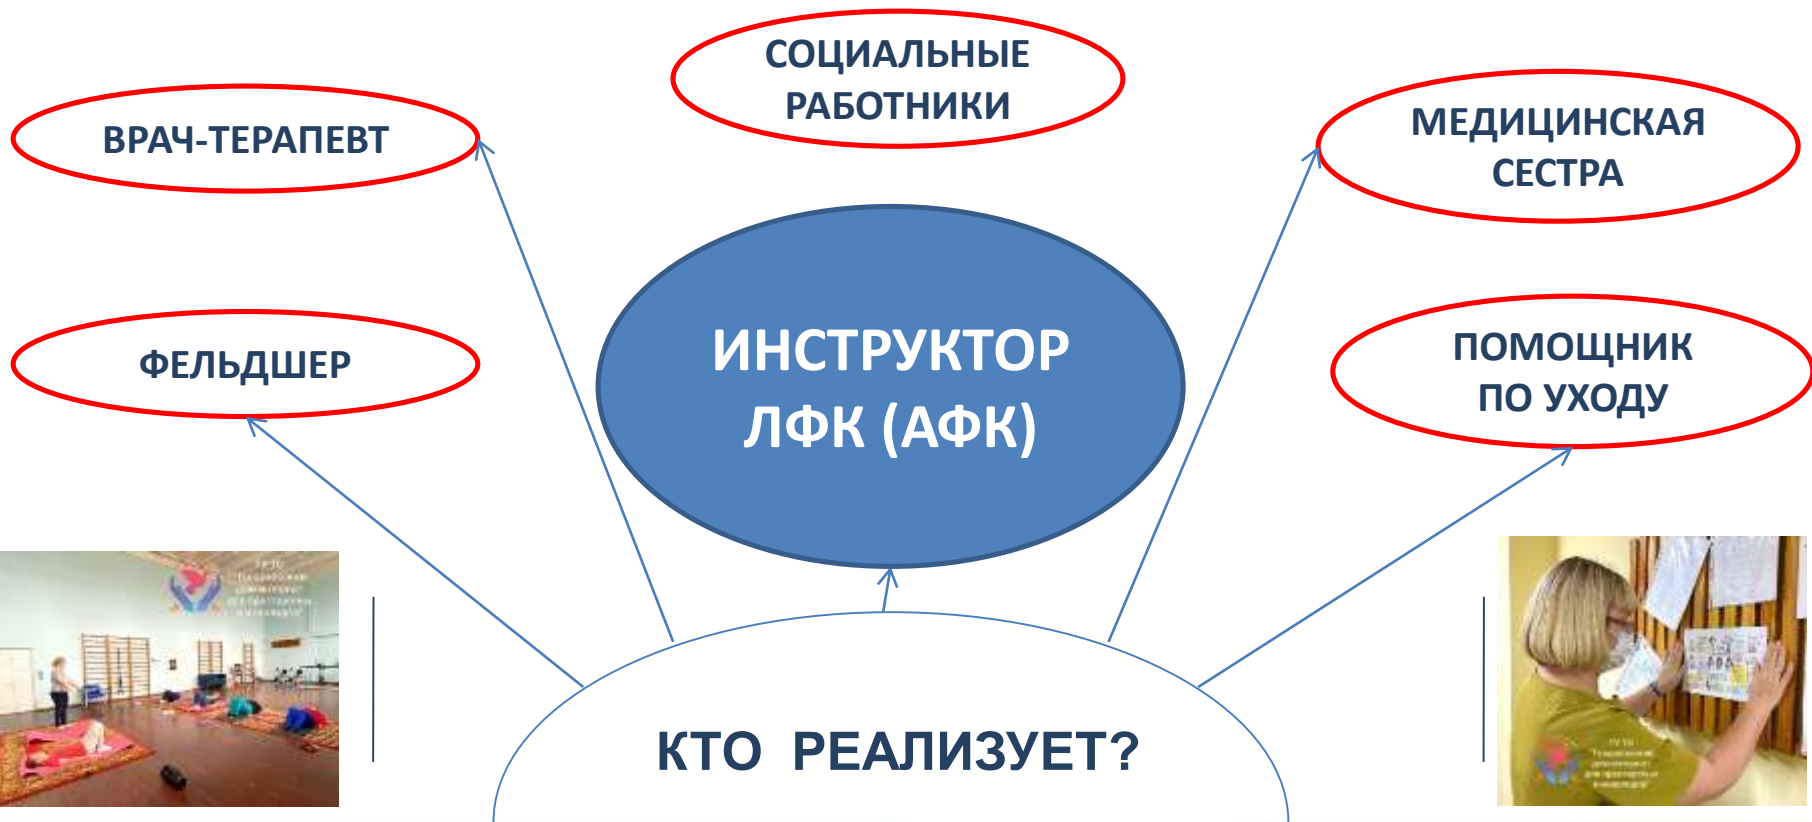 СОЦИАЛЬНЫЕ
РАБОТНИКИ
ВРАЧ-ТЕРАПЕВТ
МЕДИЦИНСКАЯ
СЕСТРА
ФЕЛЬДШЕР
ИНСТРУКТОР
ЛФК (АФК)
ПОМОЩНИК
ПО УХОДУ
КТО РЕАЛИЗУЕТ?